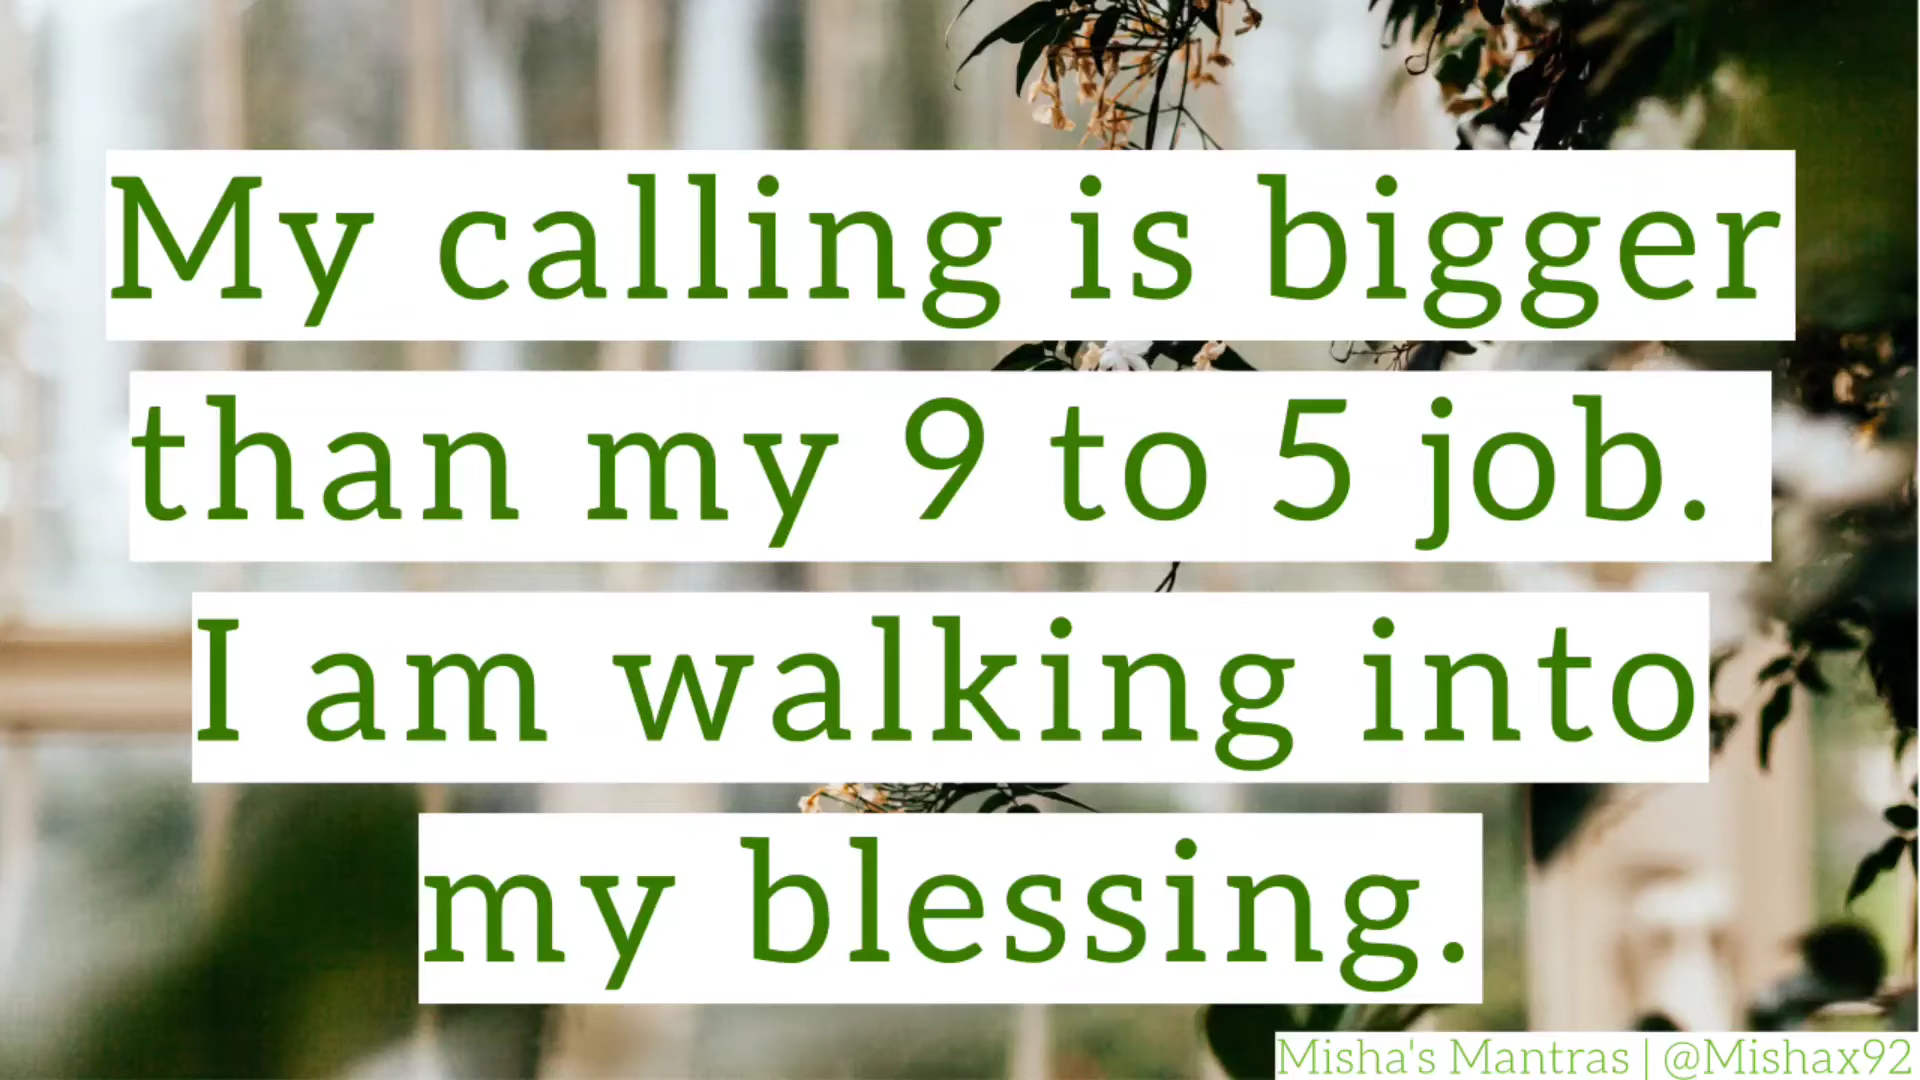 My calling is bigger
than my 9 to 5 job.
I am walking into
my blessing.
Misha's Mantras | @Mishax92